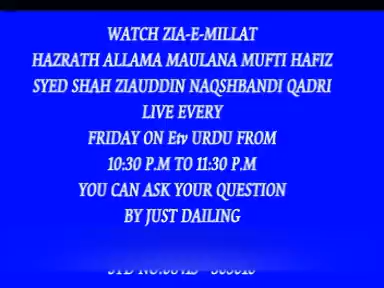 WATCH ZIA-E-MILLAT
HAZRATH ALLAMA MAULANA MUFTI HAFIZ
SYED SHAH ZIAUDDIN NAQSHBANDI QADRI
LIVE EVERY
FRIDAY ON Etv URDU FROM
10:30 P.M TO 11:30 P.M
YOU CAN ASK YOUR QUESTION
BY JUST DAILING